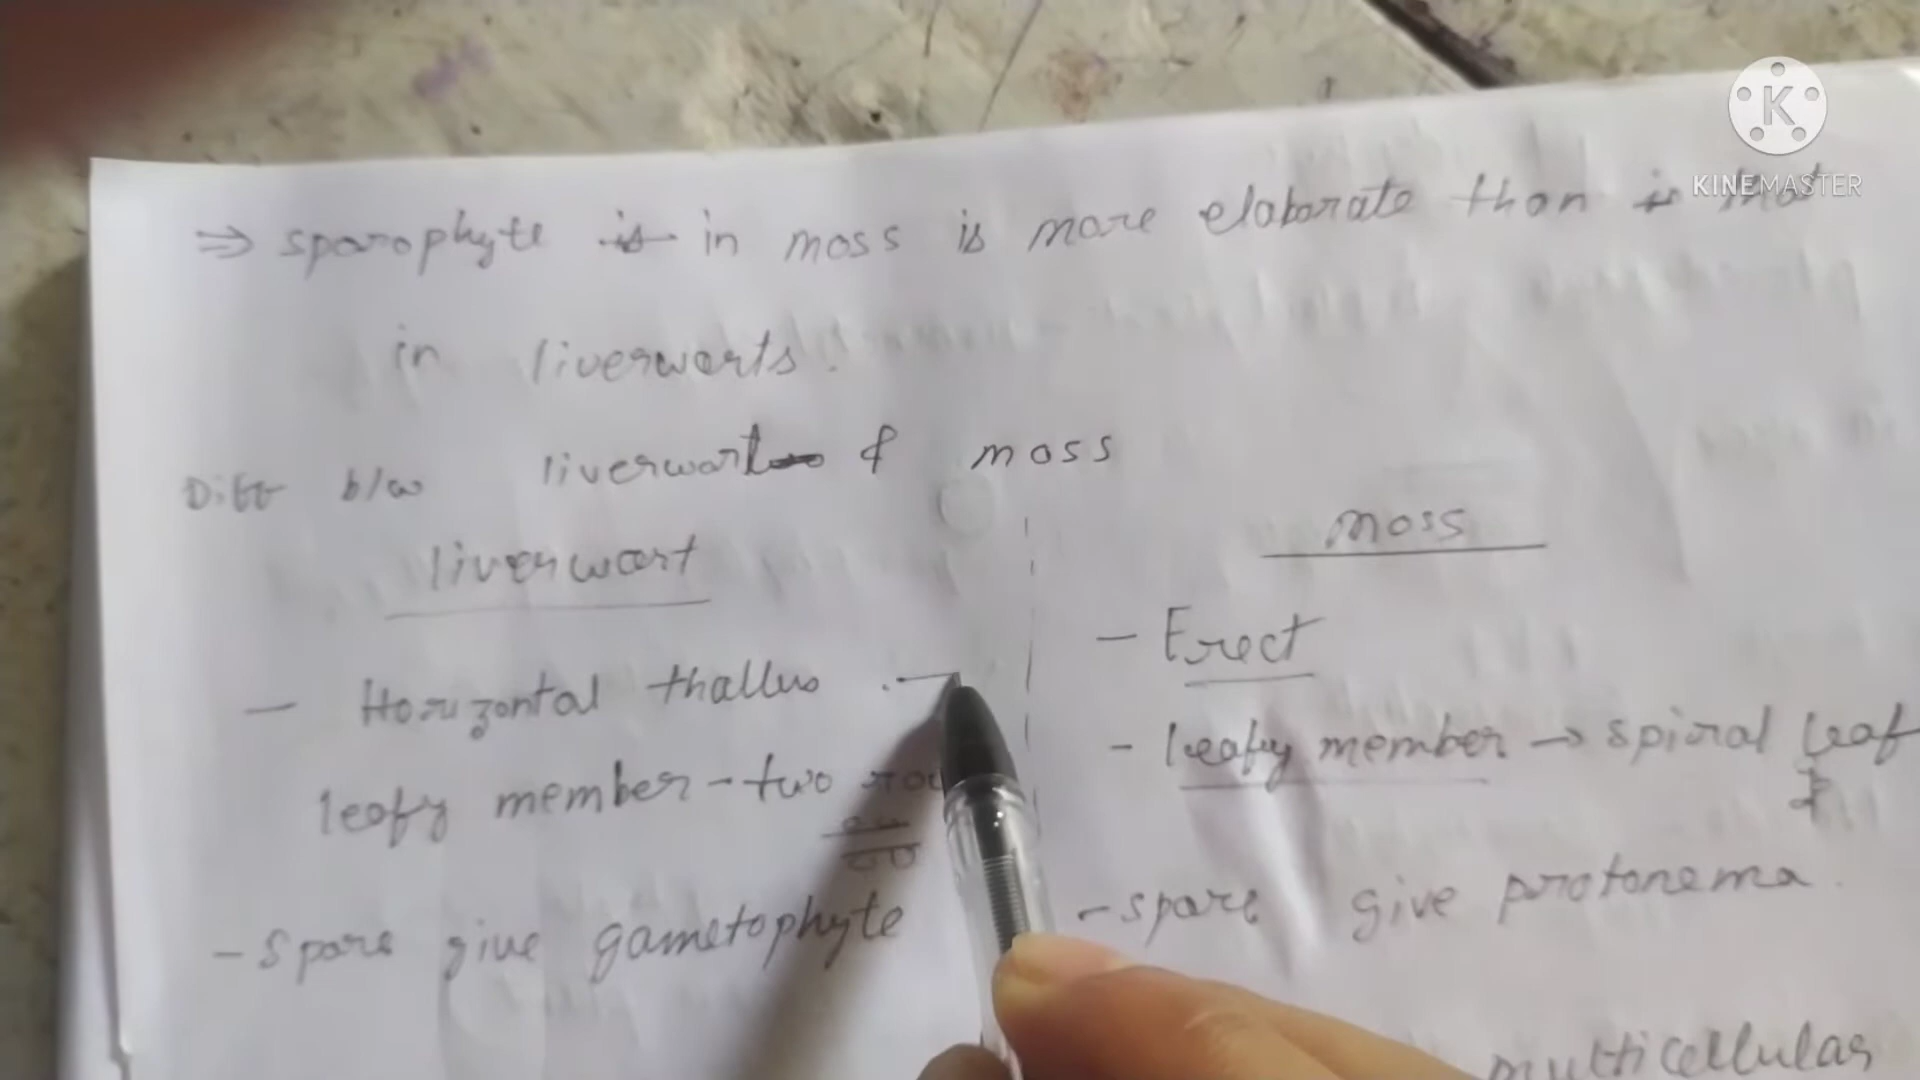 ⇒ sporophyte is in moss is more elaborate than is that
in liverworts.
Diff b/w liverwart & moss
liverwort
moss
- Horizontal thallus .-
- Erect
leafy member - two
- leafy member → spiral leaf
- spore give gametophyte
- spore give protonema.
multicellular
KINEMASTER